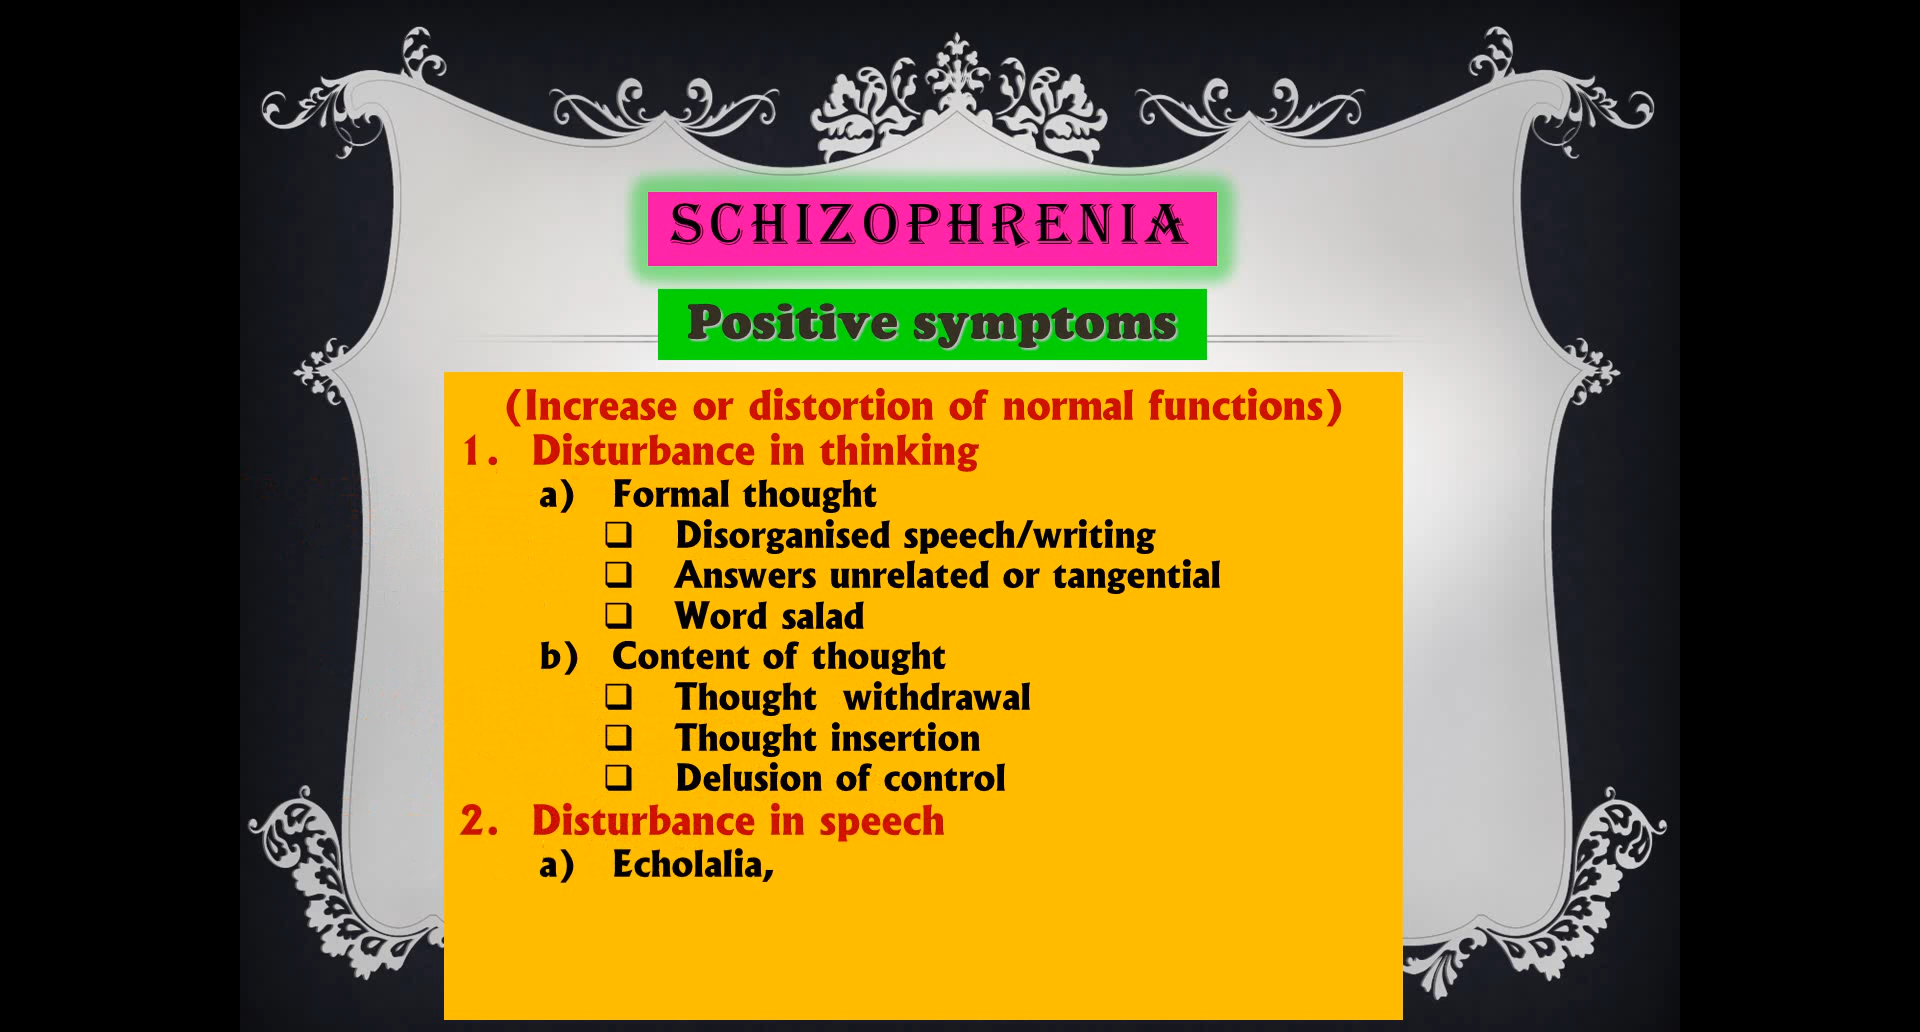 SCHIZOPHRENIA
Positive symptoms
(Increase or distortion of normal functions)
1. Disturbance in thinking
a) Formal thought
❑ Disorganised speech/writing
❑ Answers unrelated or tangential
❑ Word salad
b) Content of thought
❑ Thought withdrawal
❑ Thought insertion
❑ Delusion of control
2. Disturbance in speech
a) Echolalia,